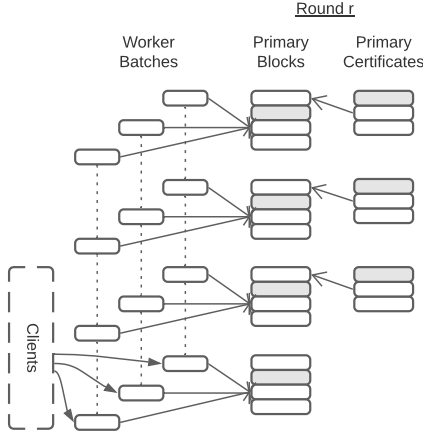 Round r
Worker
Batches
Primary
Blocks
Primary
Certificates
Clients